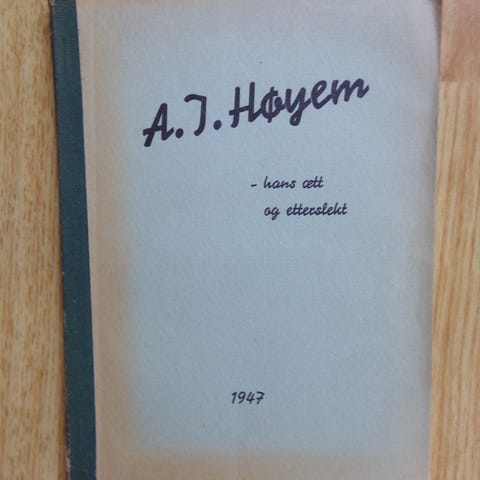 A. J. Høyem
- hans ætt
og etterslekt
1947